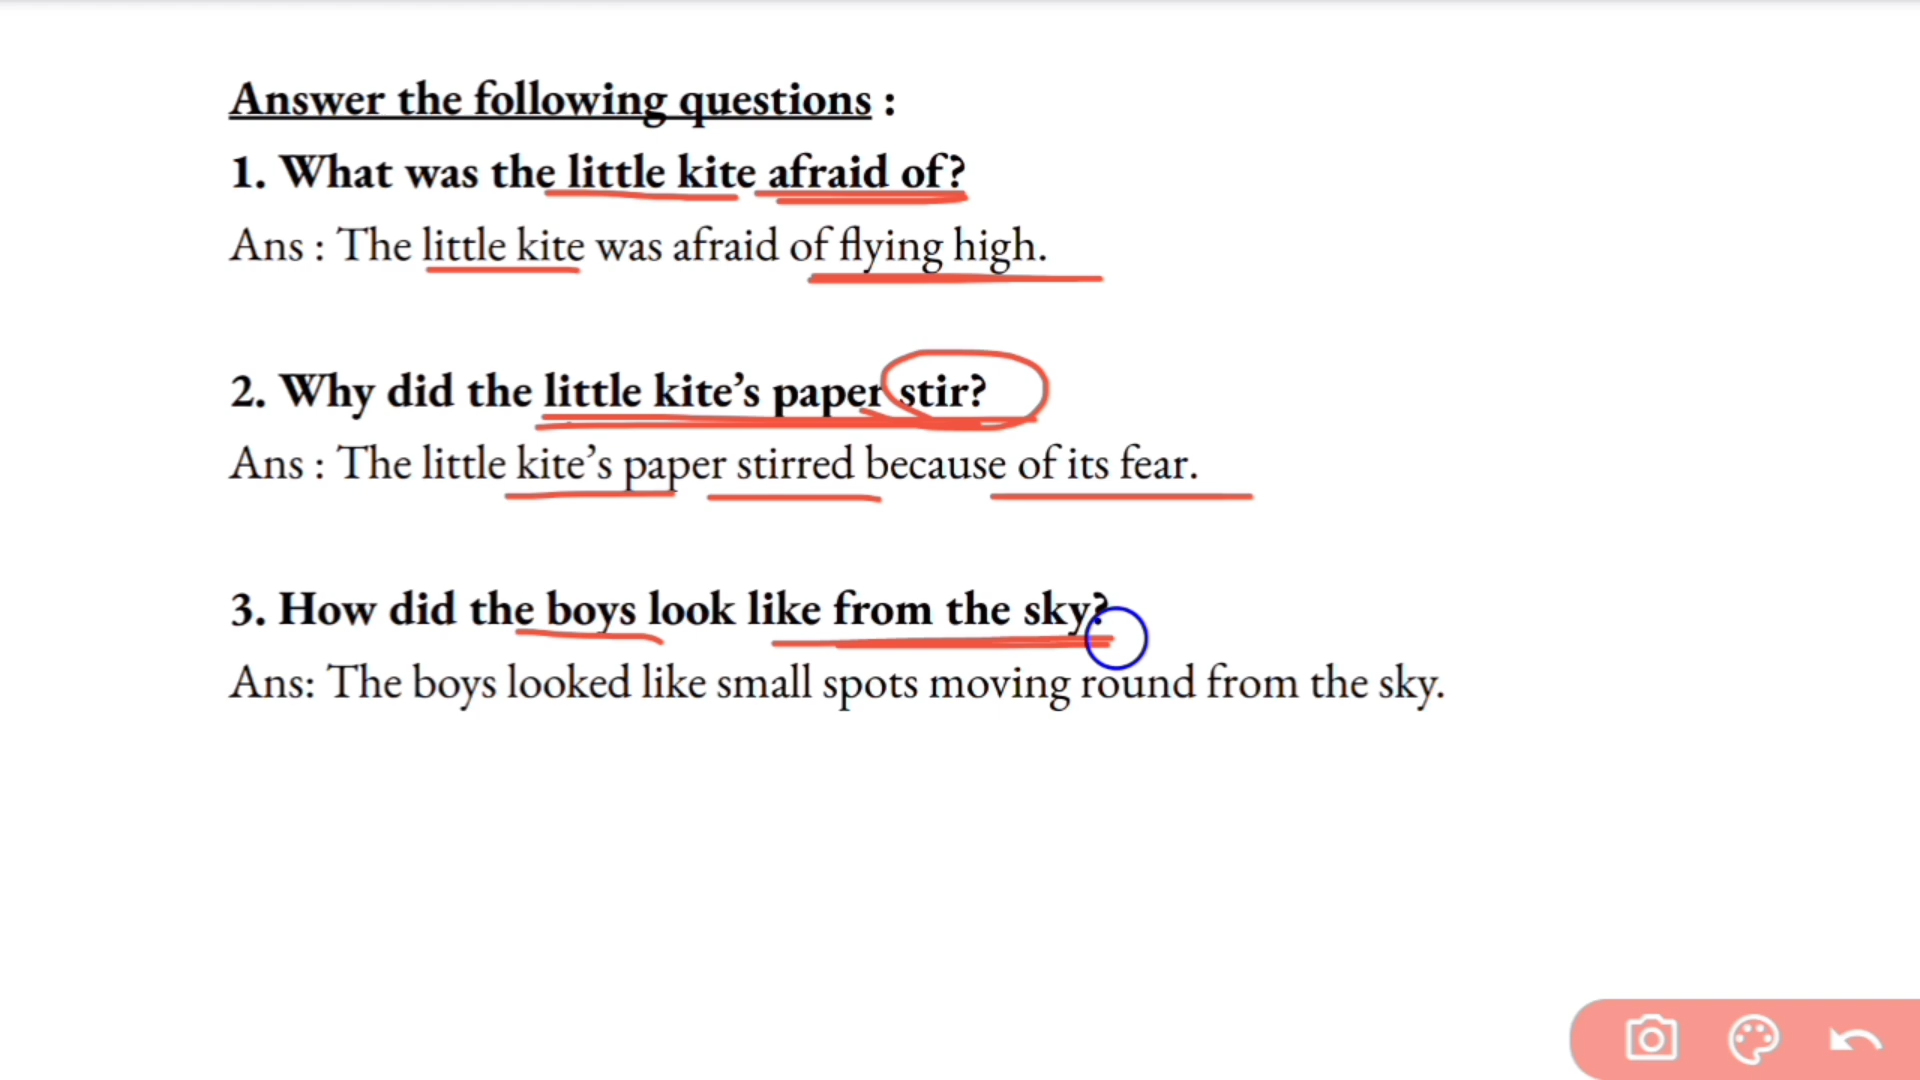 Answer the following questions :
1. What was the little kite afraid of?
Ans : The little kite was afraid of flying high.
2. Why did the little kite’s paper stir?
Ans : The little kite’s paper stirred because of its fear.
3. How did the boys look like from the sky?
Ans: The boys looked like small spots moving round from the sky.